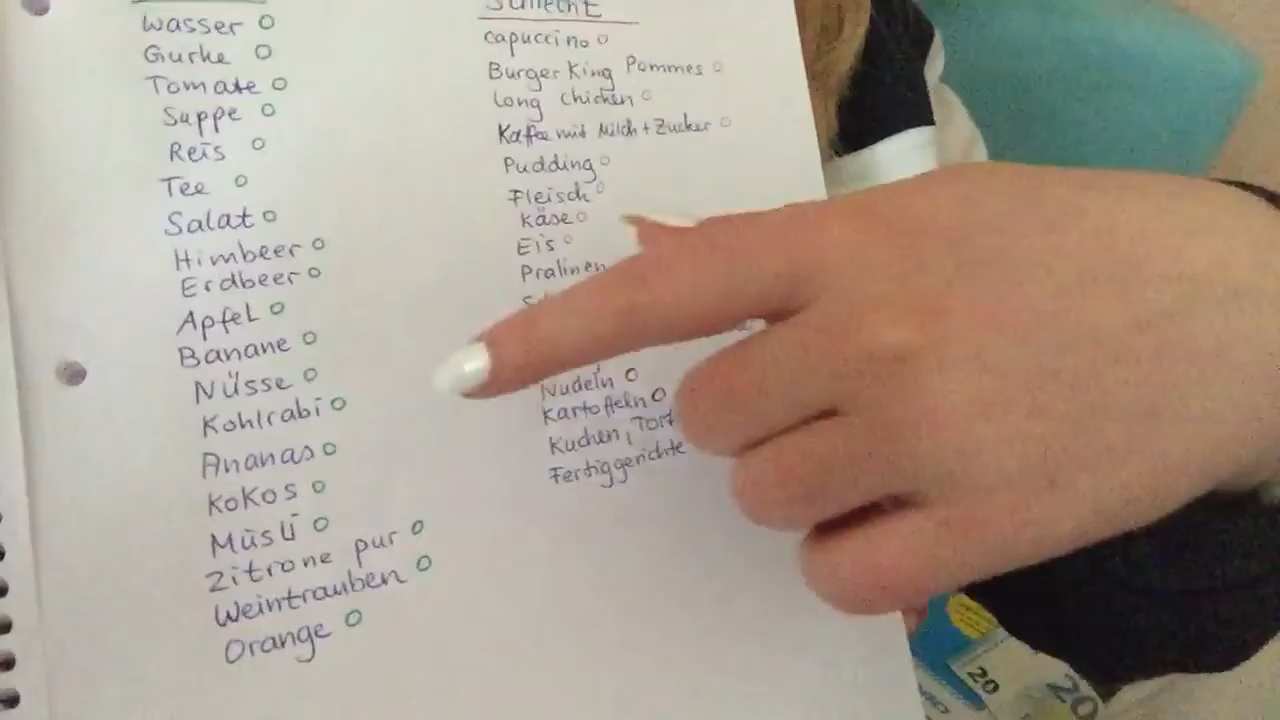 Wasser
Gurke
Tomate
Suppe
Reis
Tee
Salat
Himbeer
Erdbeer
Apfel
Banane
Nüsse
Kohlrabi
Ananas
Kokos
Müsli
Zitrone pur
Weintrauben
Orange
Schlecht
Capuccino
Burger King Pommes
Long Chicken
Kaffee mit Milch + Zucker
Pudding
Fleisch
Käse
Eis
Pralinen
Nudeln
Kartoffeln
Kuchen, Tort
Fertiggerichte
20
20